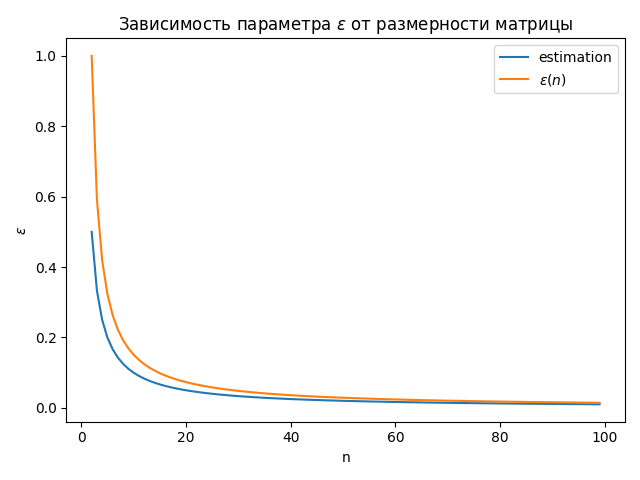 Зависимость параметра ε от размерности матрицы
estimation
ε(n)
1.0
0.8
0.6
0.4
0.2
0.0
ε
0 20 40 60 80 100
n